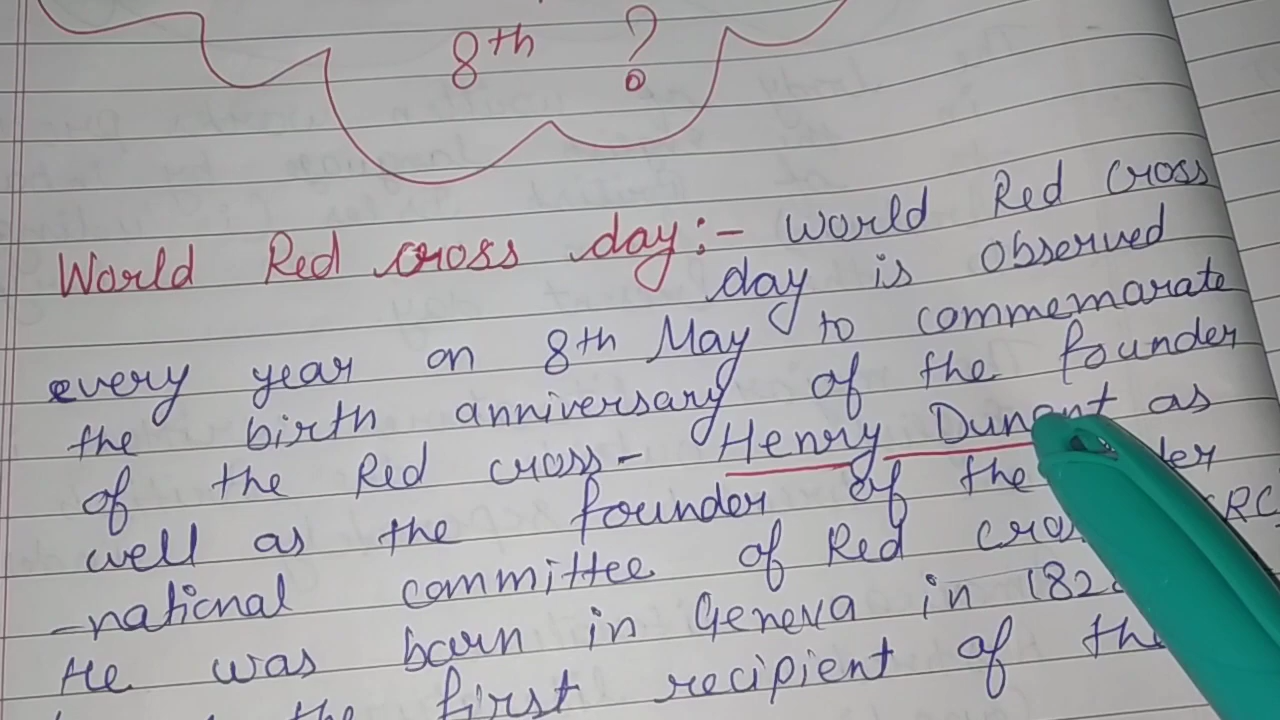 8th ?
World Red cross day:- World Red Cross
day is observed
every year on 8th May to commemarate
the birth anniversary of the founder
of the Red cross- Henry Dunant as
well as the founder of the
-national committee of Red
He was born in Geneva in
the first recipient of the